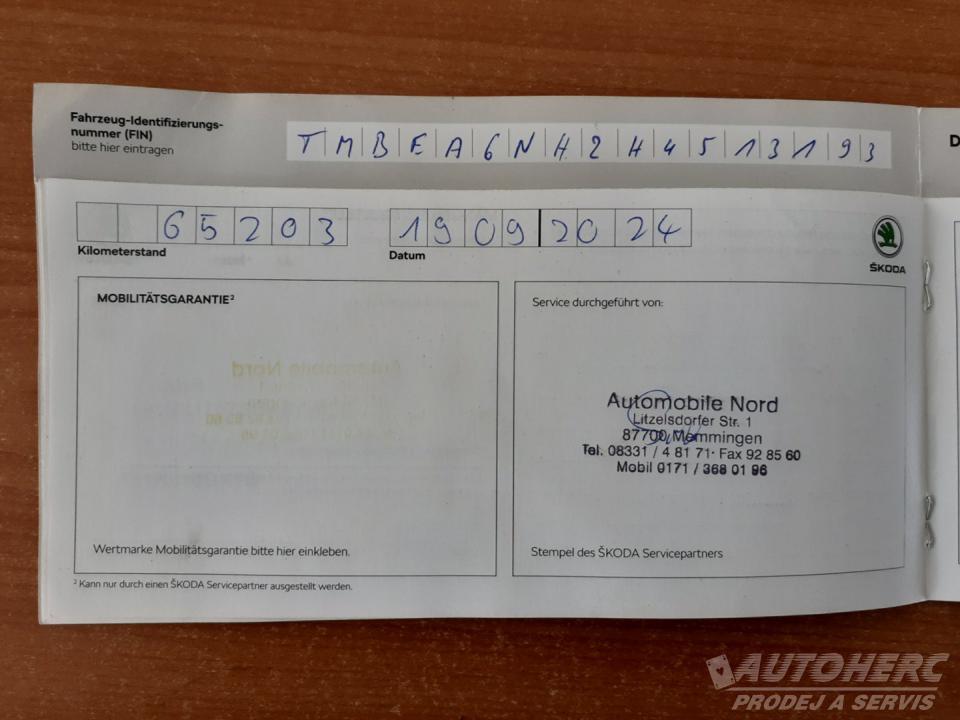 Fahrzeug-Identifizierungs-
nummer (FIN)
bitte hier eintragen
TMBEA6NH2H4513193
D
65203
Kilometerstand
19 09 2024
Datum
ŠKODA
MOBILITÄTSGARANTIE²
Wertmarke Mobilitätsgarantie bitte hier einkleben.
² Kann nur durch einen ŠKODA Servicepartner ausgestellt werden.
Service durchgeführt von:
Automobile Nord
Litzelsdorfer Str. 1
87700 Memmingen
Tel. 08331 / 4 81 71 · Fax 92 85 60
Mobil 0171 / 368 01 96
Stempel des ŠKODA Servicepartners
AUTOHERC
PRODEJ A SERVIS